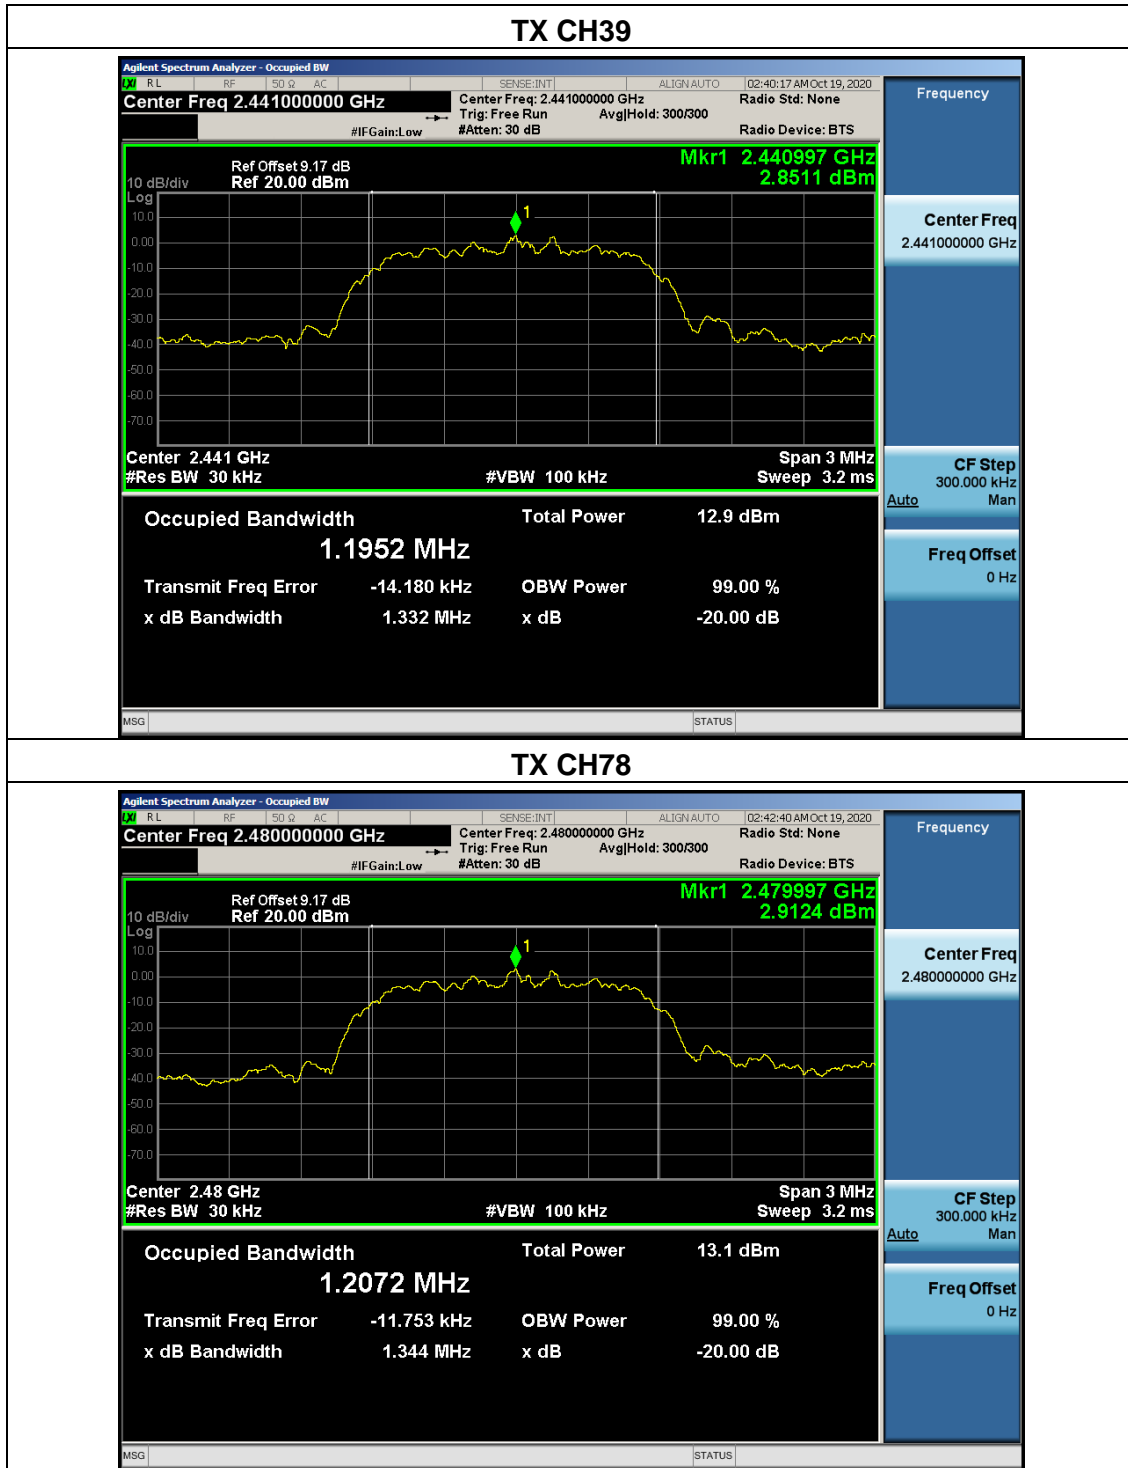 TX CH39
Agilent Spectrum Analyzer - Occupied BW
LXI RL RF 50 Ω AC SENSE:INT ALIGN AUTO 02:40:17 AM Oct 19, 2020
Center Freq 2.441000000 GHz Center Freq: 2.441000000 GHz Radio Std: None Frequency
Trig: Free Run Avg|Hold: 300/300
#IFGain:Low #Atten: 30 dB Radio Device: BTS
Ref Offset 9.17 dB Mkr1 2.440997 GHz
10 dB/div Ref 20.00 dBm 2.8511 dBm
Log
10.0
0.00
-10.0
-20.0
-30.0
-40.0
-50.0
-60.0
-70.0
1
Center Freq
2.441000000 GHz
Center 2.441 GHz Span 3 MHz
#Res BW 30 kHz #VBW 100 kHz Sweep 3.2 ms
CF Step
300.000 kHz
Auto Man
Occupied Bandwidth Total Power 12.9 dBm
1.1952 MHz
Freq Offset
0 Hz
Transmit Freq Error -14.180 kHz OBW Power 99.00 %
x dB Bandwidth 1.332 MHz x dB -20.00 dB
MSG STATUS
TX CH78
Agilent Spectrum Analyzer - Occupied BW
LXI RL RF 50 Ω AC SENSE:INT ALIGN AUTO 02:42:40 AM Oct 19, 2020
Center Freq 2.480000000 GHz Center Freq: 2.480000000 GHz Radio Std: None Frequency
Trig: Free Run Avg|Hold: 300/300
#IFGain:Low #Atten: 30 dB Radio Device: BTS
Ref Offset 9.17 dB Mkr1 2.479997 GHz
10 dB/div Ref 20.00 dBm 2.9124 dBm
Log
10.0
0.00
-10.0
-20.0
-30.0
-40.0
-50.0
-60.0
-70.0
1
Center Freq
2.480000000 GHz
Center 2.48 GHz Span 3 MHz
#Res BW 30 kHz #VBW 100 kHz Sweep 3.2 ms
CF Step
300.000 kHz
Auto Man
Occupied Bandwidth Total Power 13.1 dBm
1.2072 MHz
Freq Offset
0 Hz
Transmit Freq Error -11.753 kHz OBW Power 99.00 %
x dB Bandwidth 1.344 MHz x dB -20.00 dB
MSG STATUS